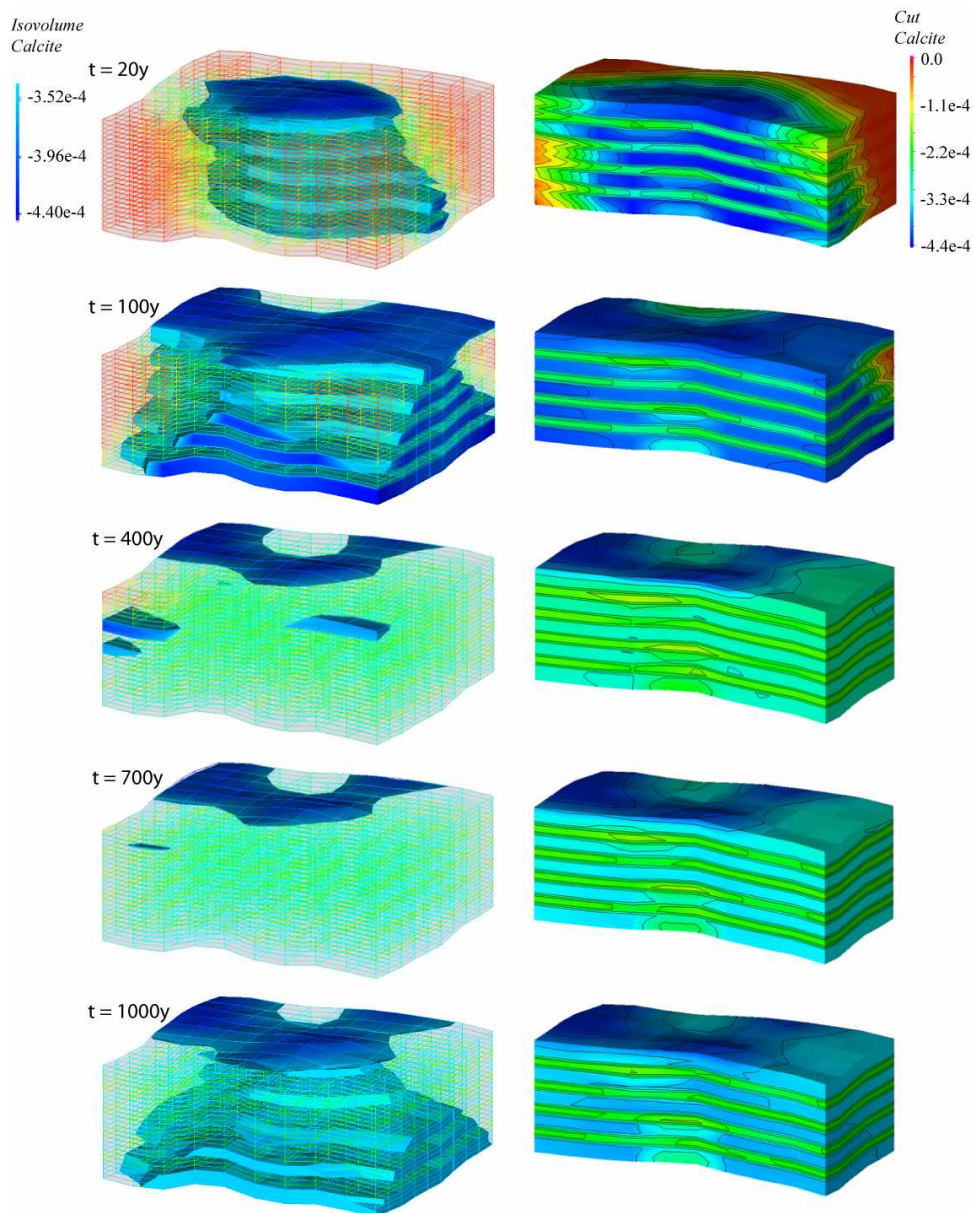 Isovolume
Calcite
-3.52e-4
-3.96e-4
-4.40e-4
t = 20y
Cut
Calcite
0.0
-1.1e-4
-2.2e-4
-3.3e-4
-4.4e-4
t = 100y
t = 400y
t = 700y
t = 1000y